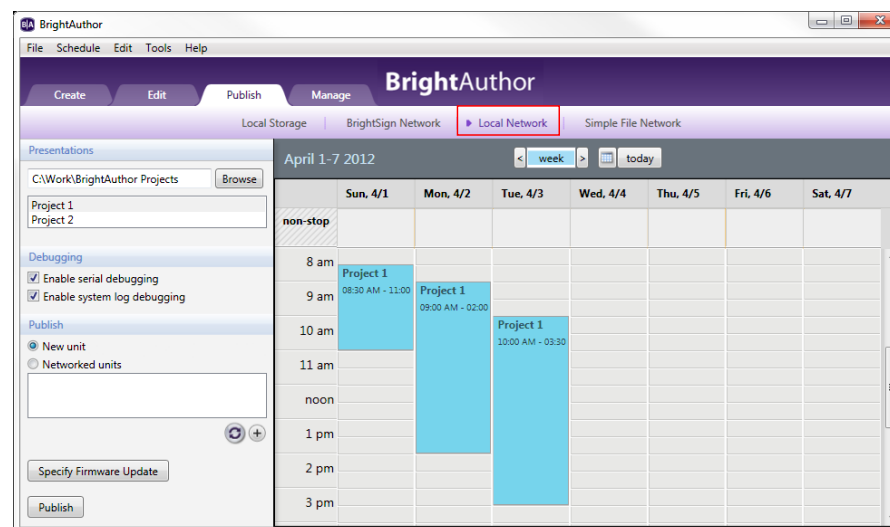 BrightAuthor
File Schedule Edit Tools Help
Create Edit Publish Manage BrightAuthor
Local Storage BrightSign Network Local Network Simple File Network
Presentations
C:\Work\BrightAuthor Projects Browse
Project 1
Project 2
Debugging
Enable serial debugging
Enable system log debugging
Publish
New unit
Networked units
Specify Firmware Update
Publish
April 1-7 2012 < week > today
Sun, 4/1 Mon, 4/2 Tue, 4/3 Wed, 4/4 Thu, 4/5 Fri, 4/6 Sat, 4/7
non-stop
8 am
Project 1
08:30 AM - 11:00
9 am
Project 1
09:00 AM - 02:00
10 am
Project 1
10:00 AM - 03:30
11 am
noon
1 pm
2 pm
3 pm